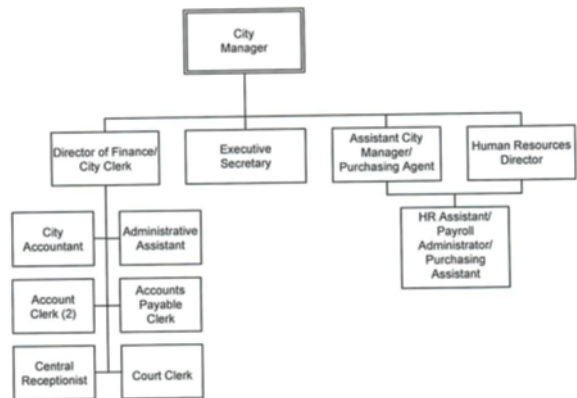 City
Manager
Director of Finance/
City Clerk
Executive
Secretary
Assistant City
Manager/
Purchasing Agent
Human Resources
Director
City
Accountant
Administrative
Assistant
HR Assistant/
Payroll
Administrator/
Purchasing
Assistant
Account
Clerk (2)
Accounts
Payable
Clerk
Central
Receptionist
Court Clerk